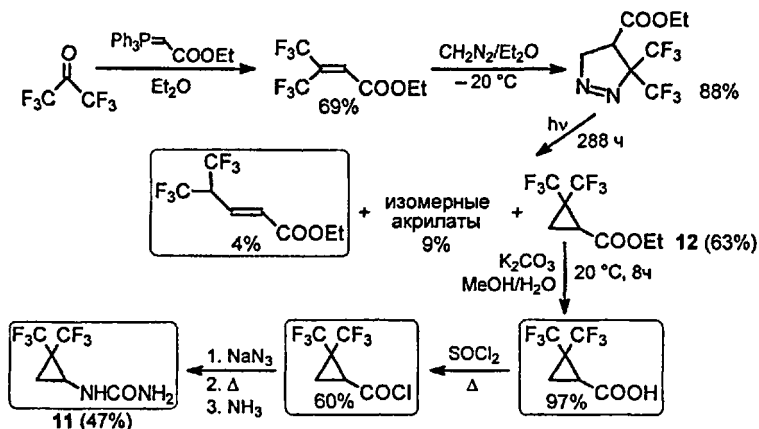 O
F₃C CF₃
Ph₃P COOEt
Et₂O
F₃C
F₃C COOEt
69%
CH₂N₂/Et₂O
– 20 °C
COOEt
CF₃
CF₃
N=N
88%
hν
288 ч
CF₃
F₃C
COOEt
4%
+
изомерные
акрилаты
9%
+
F₃C CF₃
COOEt 12 (63%)
K₂CO₃
MeOH/H₂O
20 °C, 8ч
F₃C CF₃
NHCONH₂
11 (47%)
1. NaN₃
2. Δ
3. NH₃
F₃C CF₃
COCl
60%
SOCl₂
Δ
F₃C CF₃
COOH
97%